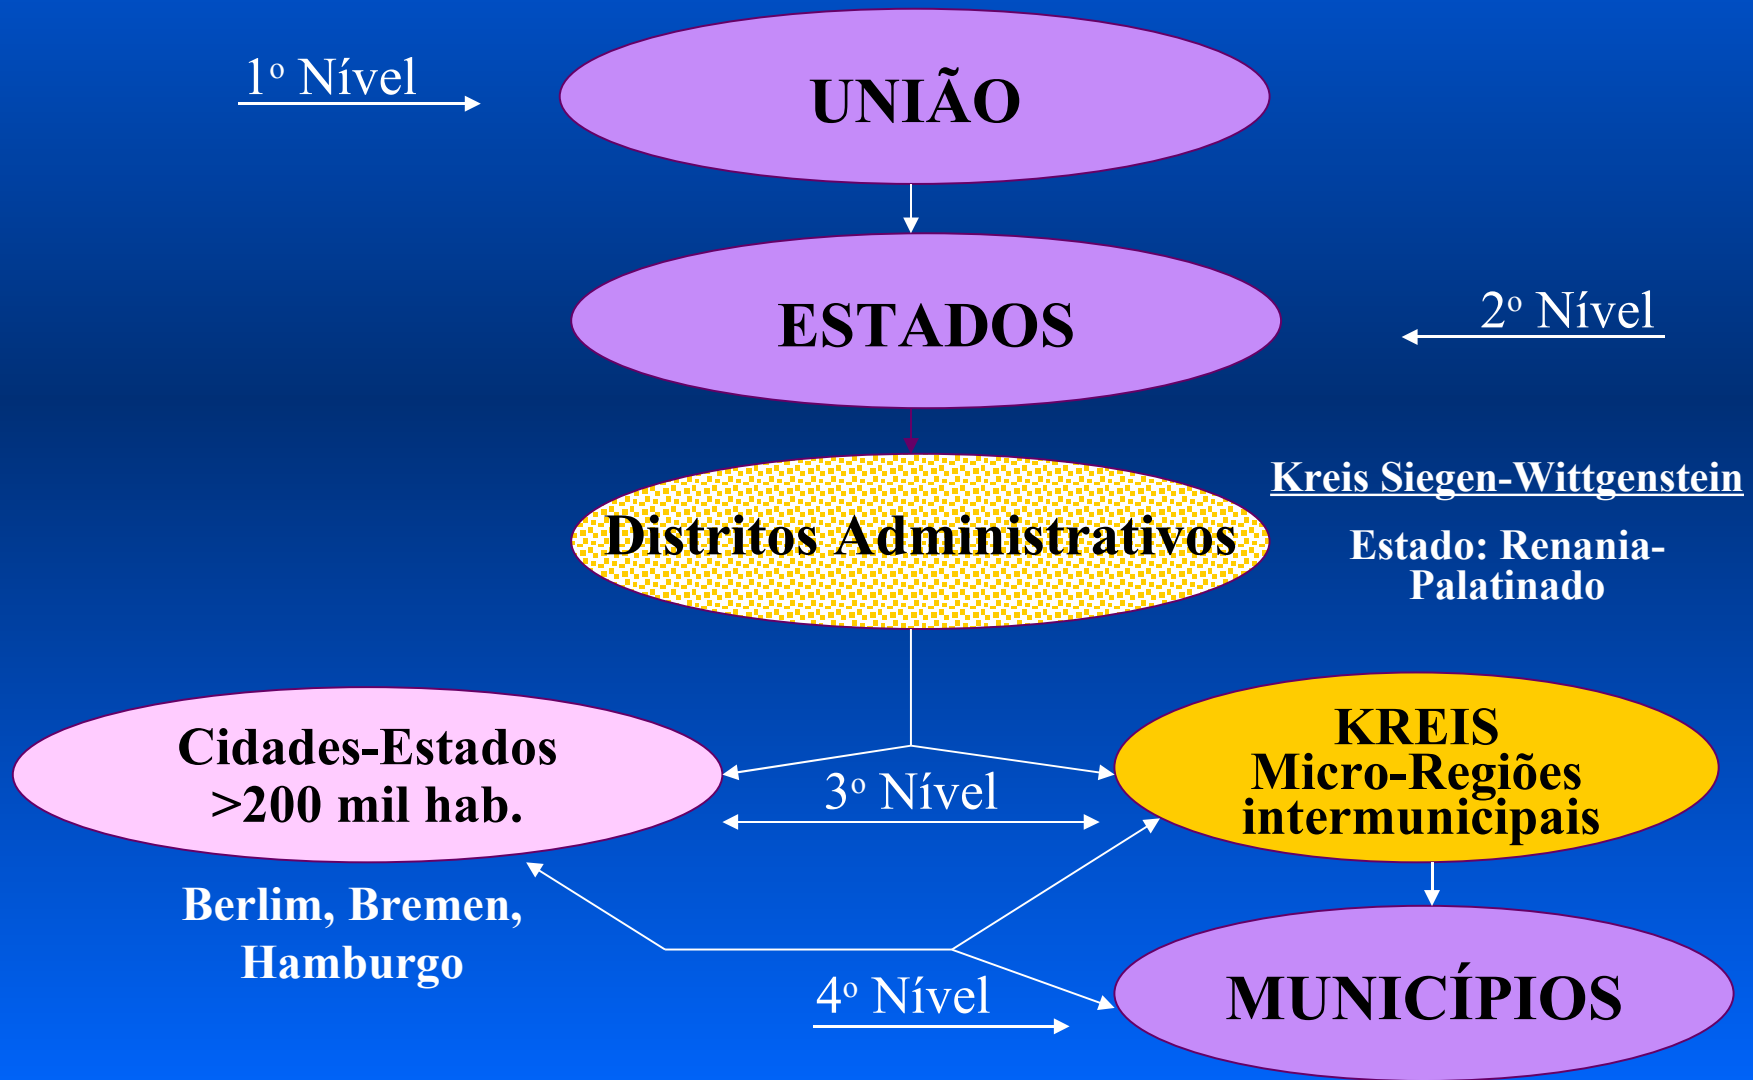 1º Nível
UNIÃO
ESTADOS
2º Nível
Distritos Administrativos
Kreis Siegen-Wittgenstein
Estado: Renania-
Palatinado
Cidades-Estados
>200 mil hab.
3º Nível
KREIS
Micro-Regiões
intermunicipais
Berlim, Bremen,
Hamburgo
4º Nível
MUNICÍPIOS